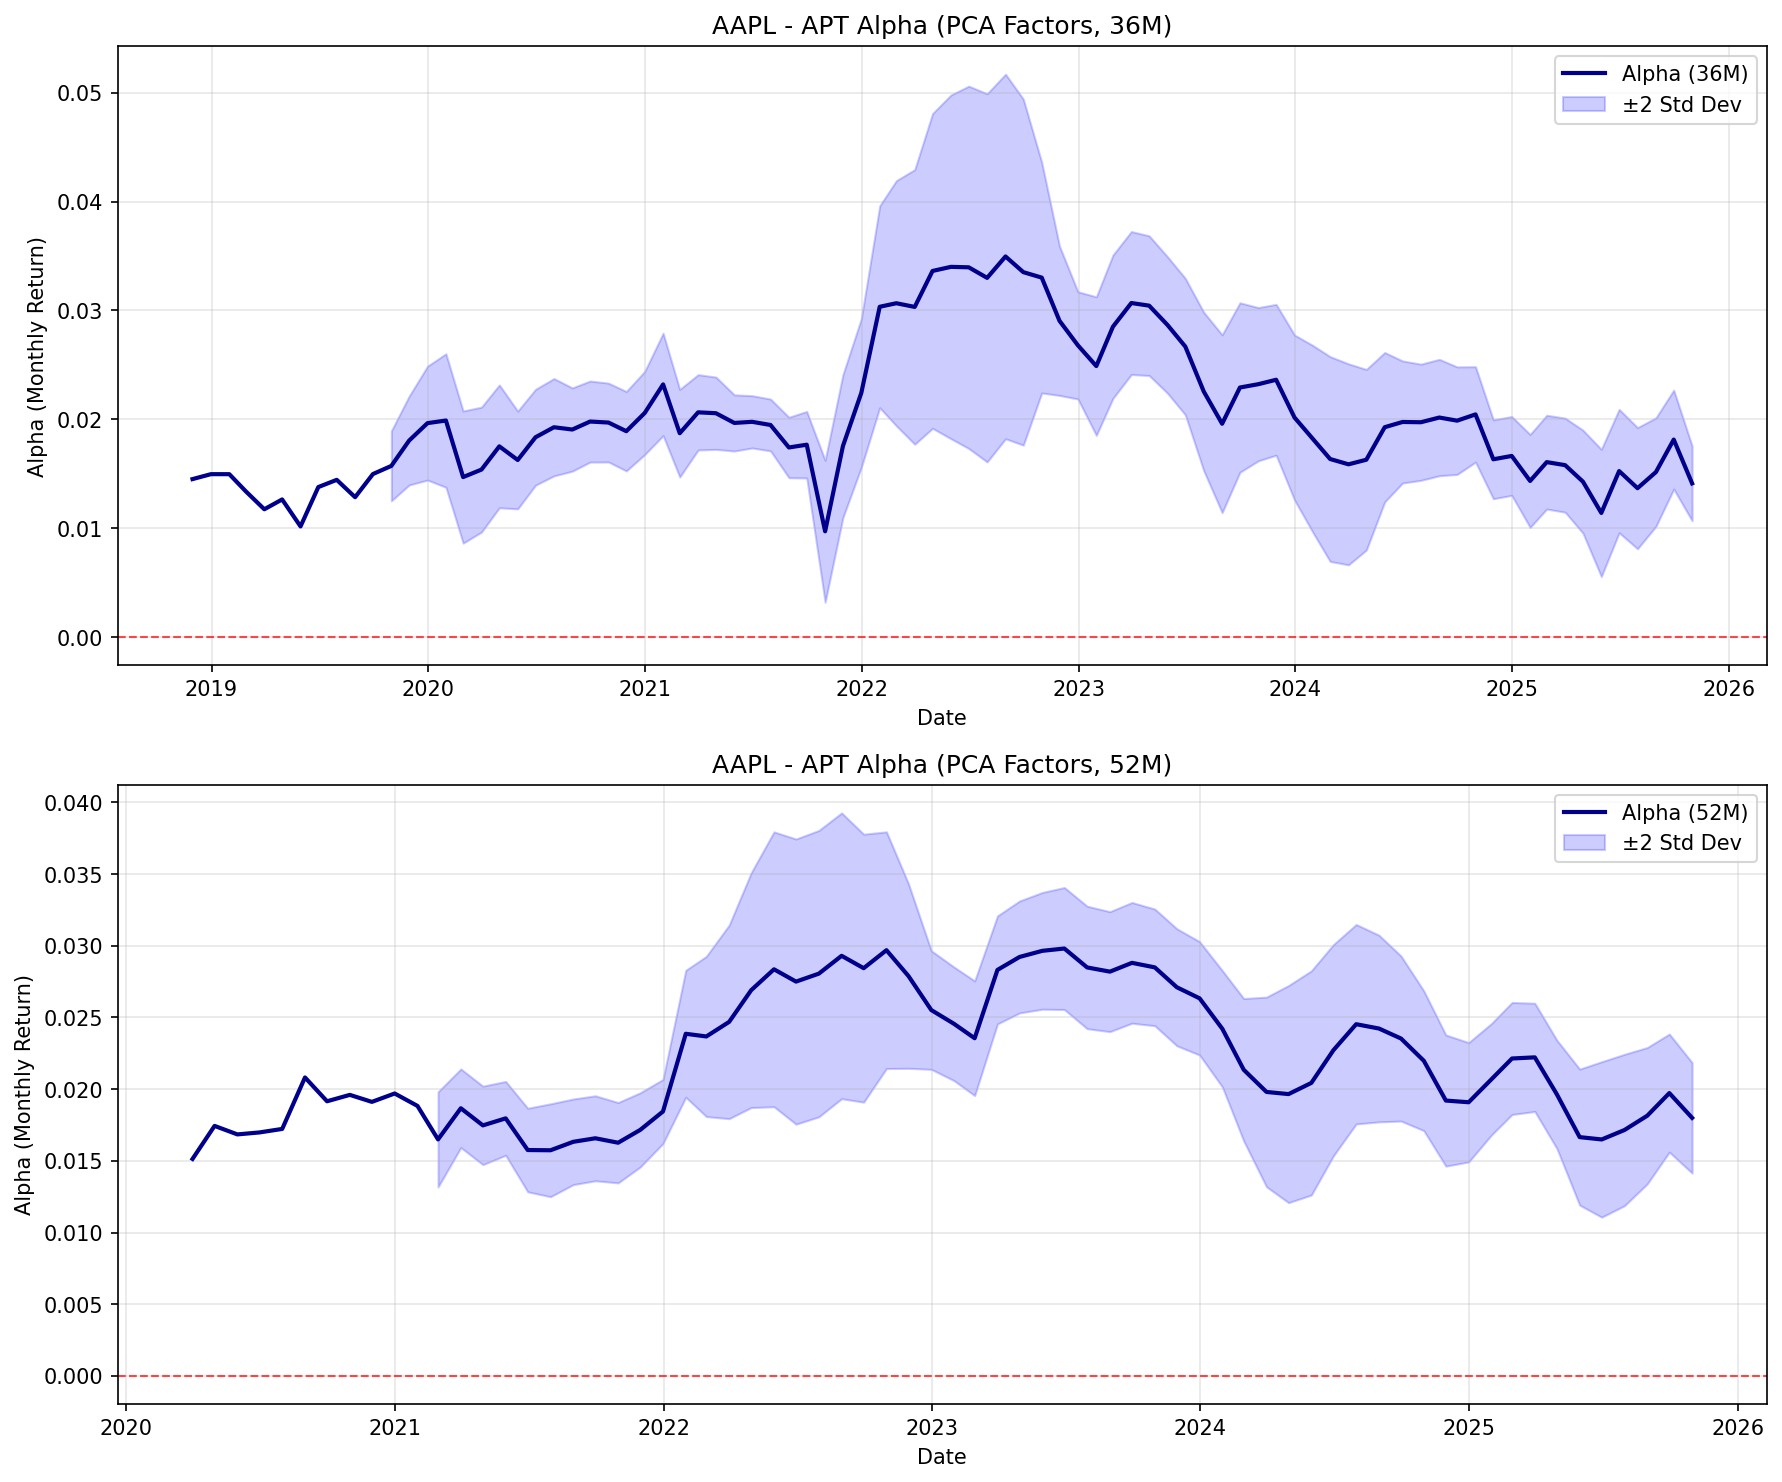 AAPL - APT Alpha (PCA Factors, 36M)
Alpha (Monthly Return)
0.05
0.04
0.03
0.02
0.01
0.00
Alpha (36M)
±2 Std Dev
2019 2020 2021 2022 2023 2024 2025 2026
Date
AAPL - APT Alpha (PCA Factors, 52M)
Alpha (Monthly Return)
0.040
0.035
0.030
0.025
0.020
0.015
0.010
0.005
0.000
Alpha (52M)
±2 Std Dev
2020 2021 2022 2023 2024 2025 2026
Date